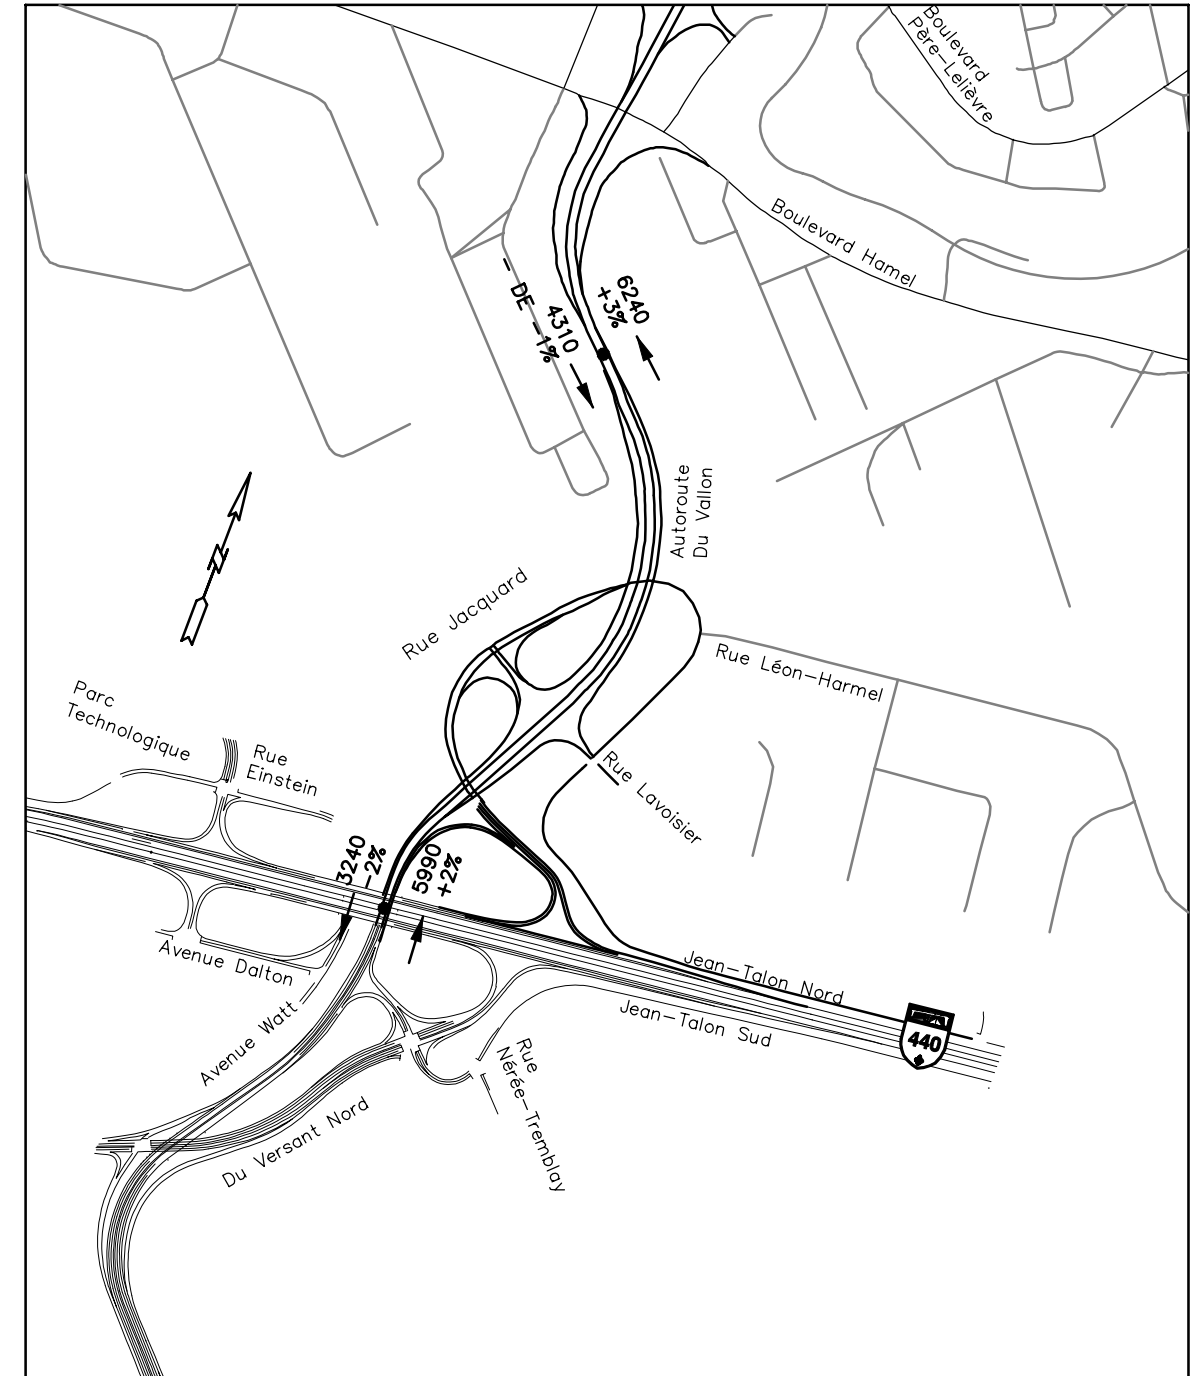 Boulevard
Père-Lelièvre
Boulevard Hamel
6240
+3%
4310
- DE -1%
Autoroute
Du Vallon
Rue Jacquard
Rue Léon-Harmel
Parc
Technologique
Rue
Einstein
Rue Lavoisier
3240
-2%
5990
+2%
Avenue Dalton
Jean-Talon Nord
Jean-Talon Sud
440
Avenue Watt
Rue
Nérée-Tremblay
Du Versant Nord